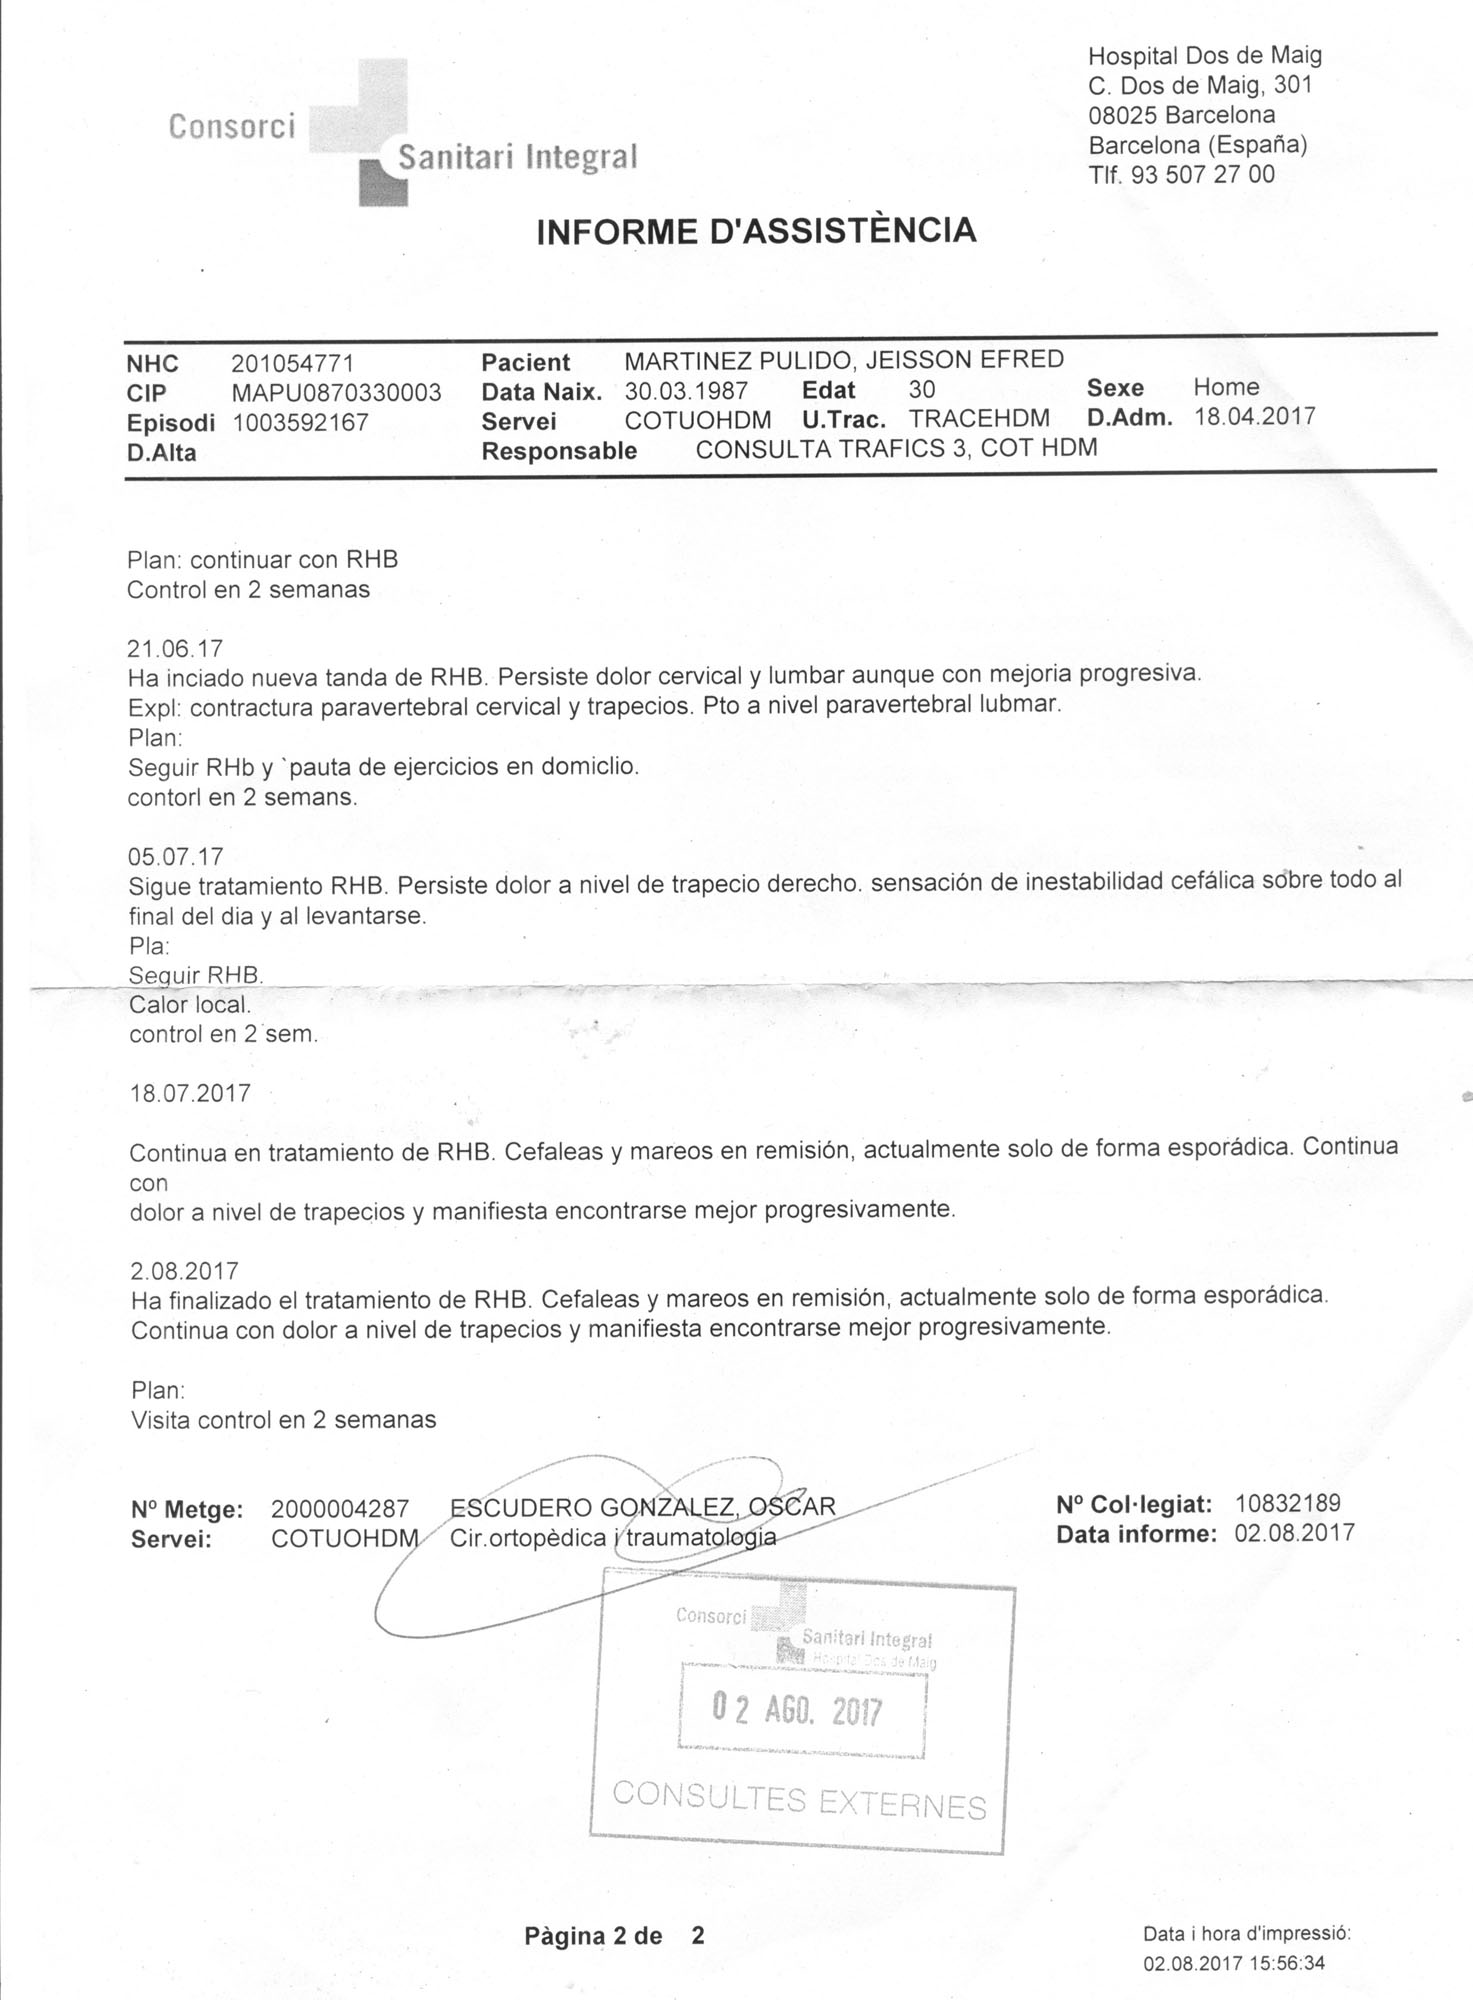 Consorci
Sanitari Integral
Hospital Dos de Maig
C. Dos de Maig, 301
08025 Barcelona
Barcelona (España)
Tlf. 93 507 27 00
INFORME D'ASSISTÈNCIA
NHC 201054771 Pacient MARTINEZ PULIDO, JEISSON EFRED
CIP MAPU0870330003 Data Naix. 30.03.1987 Edat 30 Sexe Home
Episodi 1003592167 Servei COTUOHDM U.Trac. TRACEHDM D.Adm. 18.04.2017
D.Alta Responsable CONSULTA TRAFICS 3, COT HDM
Plan: continuar con RHB
Control en 2 semanas
21.06.17
Ha inciado nueva tanda de RHB. Persiste dolor cervical y lumbar aunque con mejoria progresiva.
Expl: contractura paravertebral cervical y trapecios. Pto a nivel paravertebral lubmar.
Plan:
Seguir RHb y `pauta de ejercicios en domiclio.
contorl en 2 semans.
05.07.17
Sigue tratamiento RHB. Persiste dolor a nivel de trapecio derecho. sensación de inestabilidad cefálica sobre todo al
final del dia y al levantarse.
Pla:
Seguir RHB.
Calor local.
control en 2 sem.
18.07.2017
Continua en tratamiento de RHB. Cefaleas y mareos en remisión, actualmente solo de forma esporádica. Continua
con
dolor a nivel de trapecios y manifiesta encontrarse mejor progresivamente.
2.08.2017
Ha finalizado el tratamiento de RHB. Cefaleas y mareos en remisión, actualmente solo de forma esporádica.
Continua con dolor a nivel de trapecios y manifiesta encontrarse mejor progresivamente.
Plan:
Visita control en 2 semanas
Nº Metge: 2000004287 ESCUDERO GONZALEZ, OSCAR Nº Col·legiat: 10832189
Servei: COTUOHDM Cir.ortopèdica i traumatologia Data informe: 02.08.2017
Consorci
Sanitari Integral
Hospital Dos de Maig
02 AGO. 2017
CONSULTES EXTERNES
Pàgina 2 de 2
Data i hora d'impressió:
02.08.2017 15:56:34